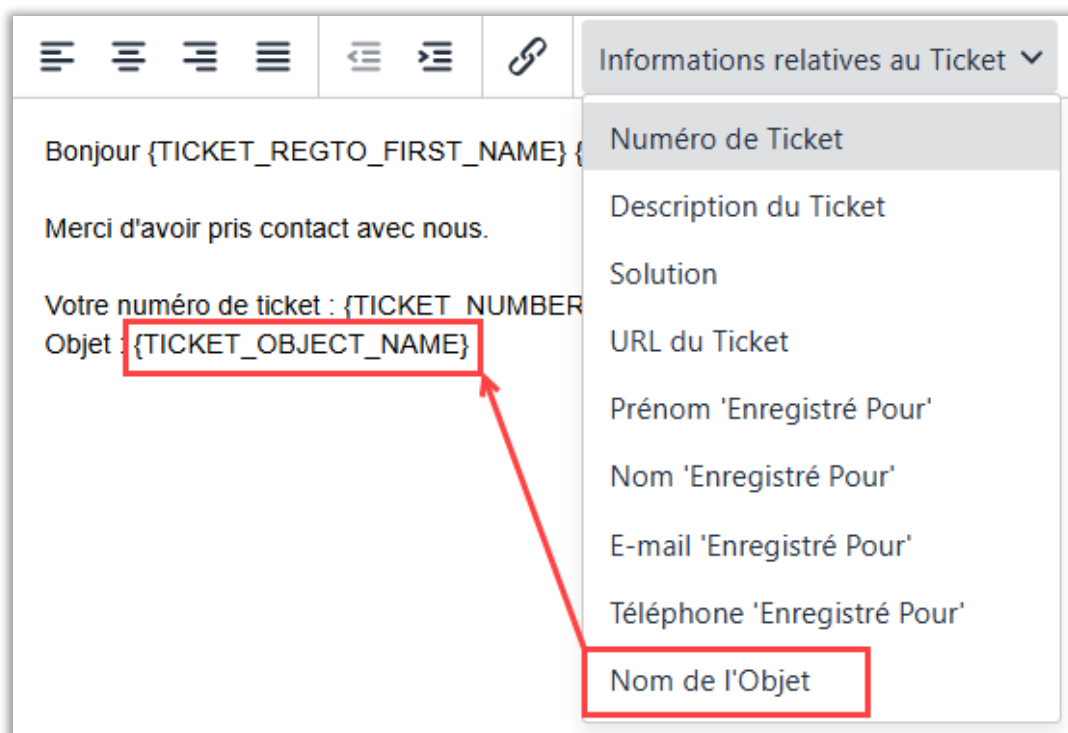 Informations relatives au Ticket
Numéro de Ticket
Description du Ticket
Solution
URL du Ticket
Prénom 'Enregistré Pour'
Nom 'Enregistré Pour'
E-mail 'Enregistré Pour'
Téléphone 'Enregistré Pour'
Nom de l'Objet
Bonjour {TICKET_REGTO_FIRST_NAME} {
Merci d'avoir pris contact avec nous.
Votre numéro de ticket : {TICKET_NUMBER
Objet : {TICKET_OBJECT_NAME}